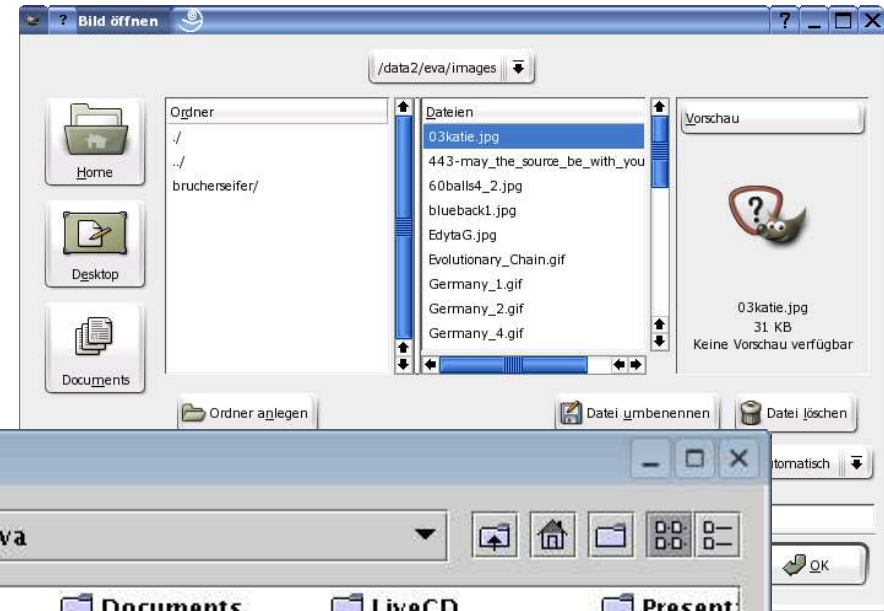 ? Bild öffnen
/data2/eva/images
Home
Desktop
Documents
Ordner
./
../
brucherseifer/
Dateien
03katie.jpg
443-may_the_source_be_with_you
60balls4_2.jpg
blueback1.jpg
EdytaG.jpg
Evolutionary_Chain.gif
Germany_1.gif
Germany_2.gif
Germany_4.gif
Vorschau
03katie.jpg
31 KB
Keine Vorschau verfügbar
Ordner anlegen
Datei umbenennen
Datei löschen
tomatisch
OK
va
Documents
LiveCD
Present